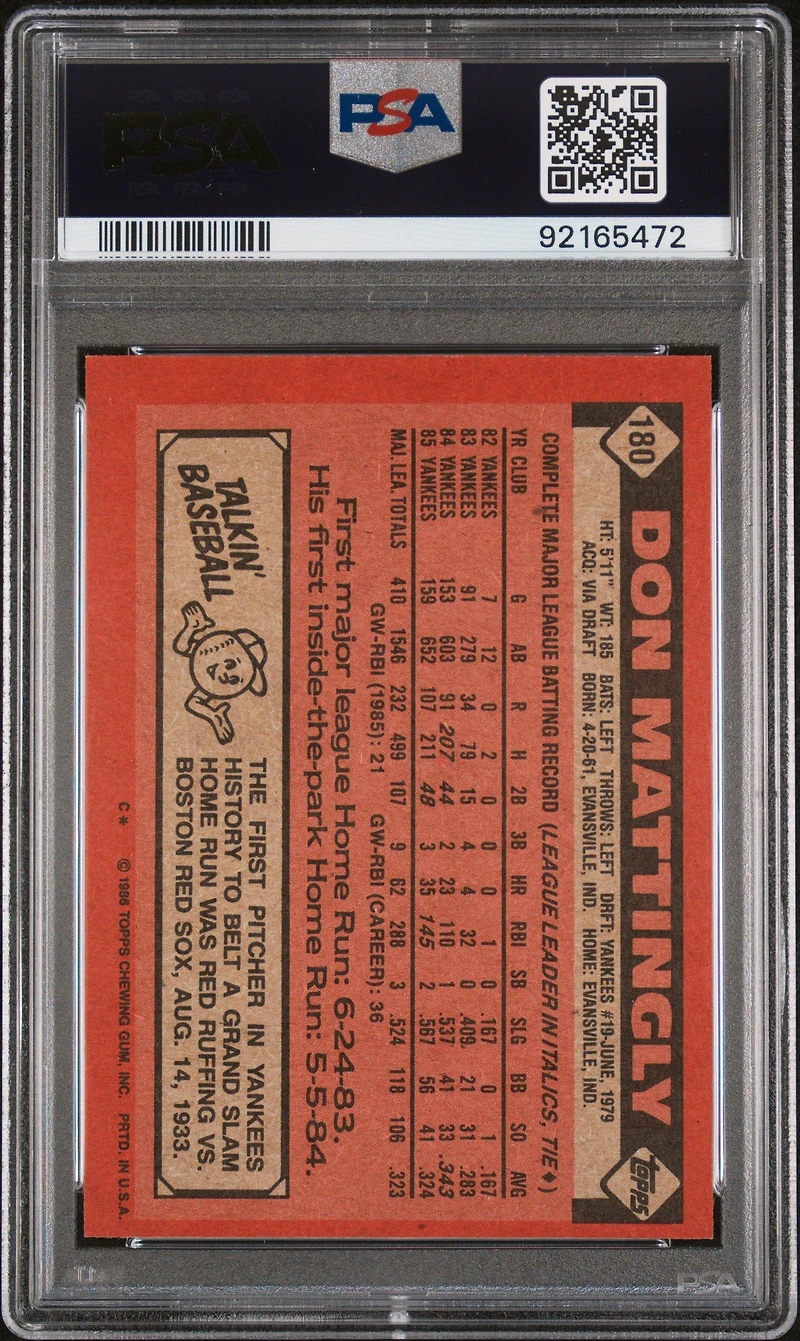 PSA
PSA
92165472
180
DON MATTINGLY
topps
HT: 5'11" WT: 185 BATS: LEFT THROWS: LEFT DRFT: YANKEES #19-JUNE, 1979
ACQ: VIA DRAFT BORN: 4-20-61, EVANSVILLE, IND. HOME: EVANSVILLE, IND.
COMPLETE MAJOR LEAGUE BATTING RECORD (LEAGUE LEADER IN ITALICS, TIE♦)
YR CLUB G AB R H 2B 3B HR RBI SB SLG BB SO AVG
82 YANKEES 7 12 0 2 0 0 0 1 0 .167 0 1 .167
83 YANKEES 91 279 34 79 15 4 4 32 0 .409 21 31 .283
84 YANKEES 153 603 91 207 44 2 23 110 1 .537 41 33 .343
85 YANKEES 159 652 107 211 48 3 35 145 2 .567 56 41 .324
MAJ. LEA. TOTALS 410 1546 232 499 107 9 62 288 3 .524 118 106 .323
GW-RBI (1985): 21 GW-RBI (CAREER): 36
First major league Home Run: 6-24-83.
His first inside-the-park Home Run: 5-5-84.
TALKIN'
BASEBALL
THE FIRST PITCHER IN YANKEES
HISTORY TO BELT A GRAND SLAM
HOME RUN WAS RED RUFFING VS.
BOSTON RED SOX, AUG. 14, 1933.
C* © 1986 TOPPS CHEWING GUM, INC. PRTD. IN U.S.A.
PSA